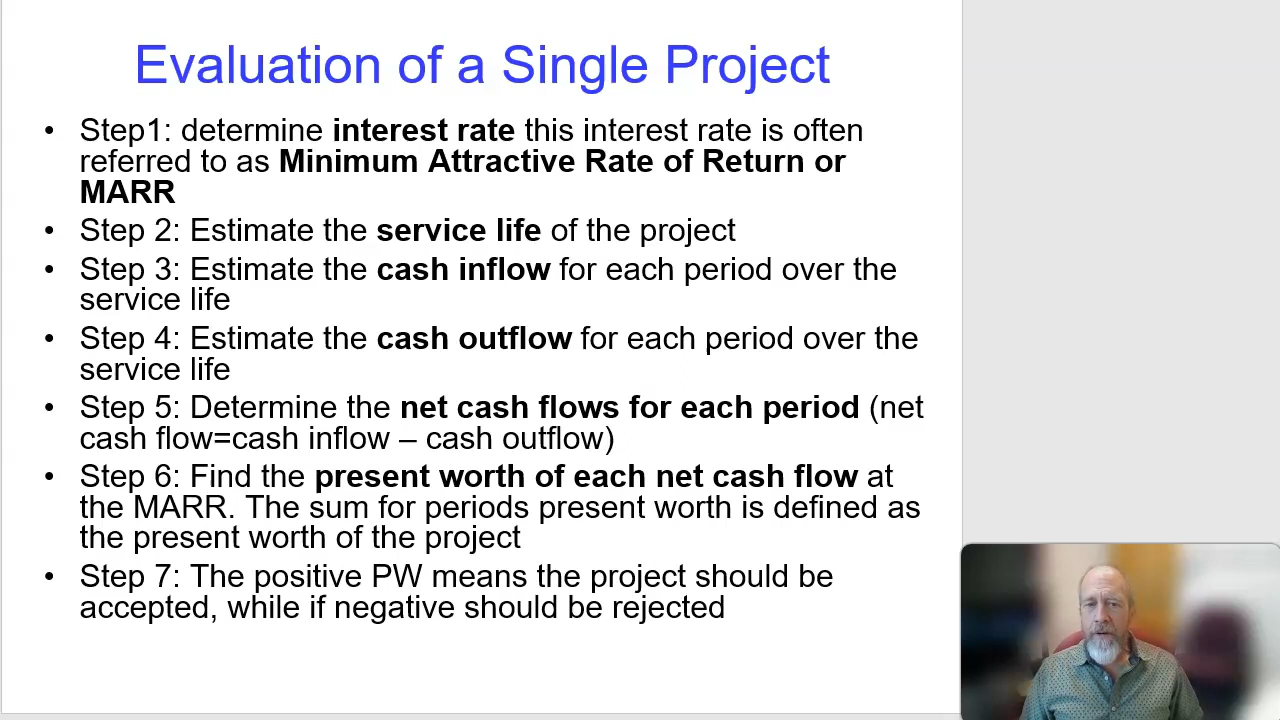 Evaluation of a Single Project
• Step1: determine interest rate this interest rate is often
referred to as Minimum Attractive Rate of Return or
MARR
• Step 2: Estimate the service life of the project
• Step 3: Estimate the cash inflow for each period over the
service life
• Step 4: Estimate the cash outflow for each period over the
service life
• Step 5: Determine the net cash flows for each period (net
cash flow=cash inflow – cash outflow)
• Step 6: Find the present worth of each net cash flow at
the MARR. The sum for periods present worth is defined as
the present worth of the project
• Step 7: The positive PW means the project should be
accepted, while if negative should be rejected